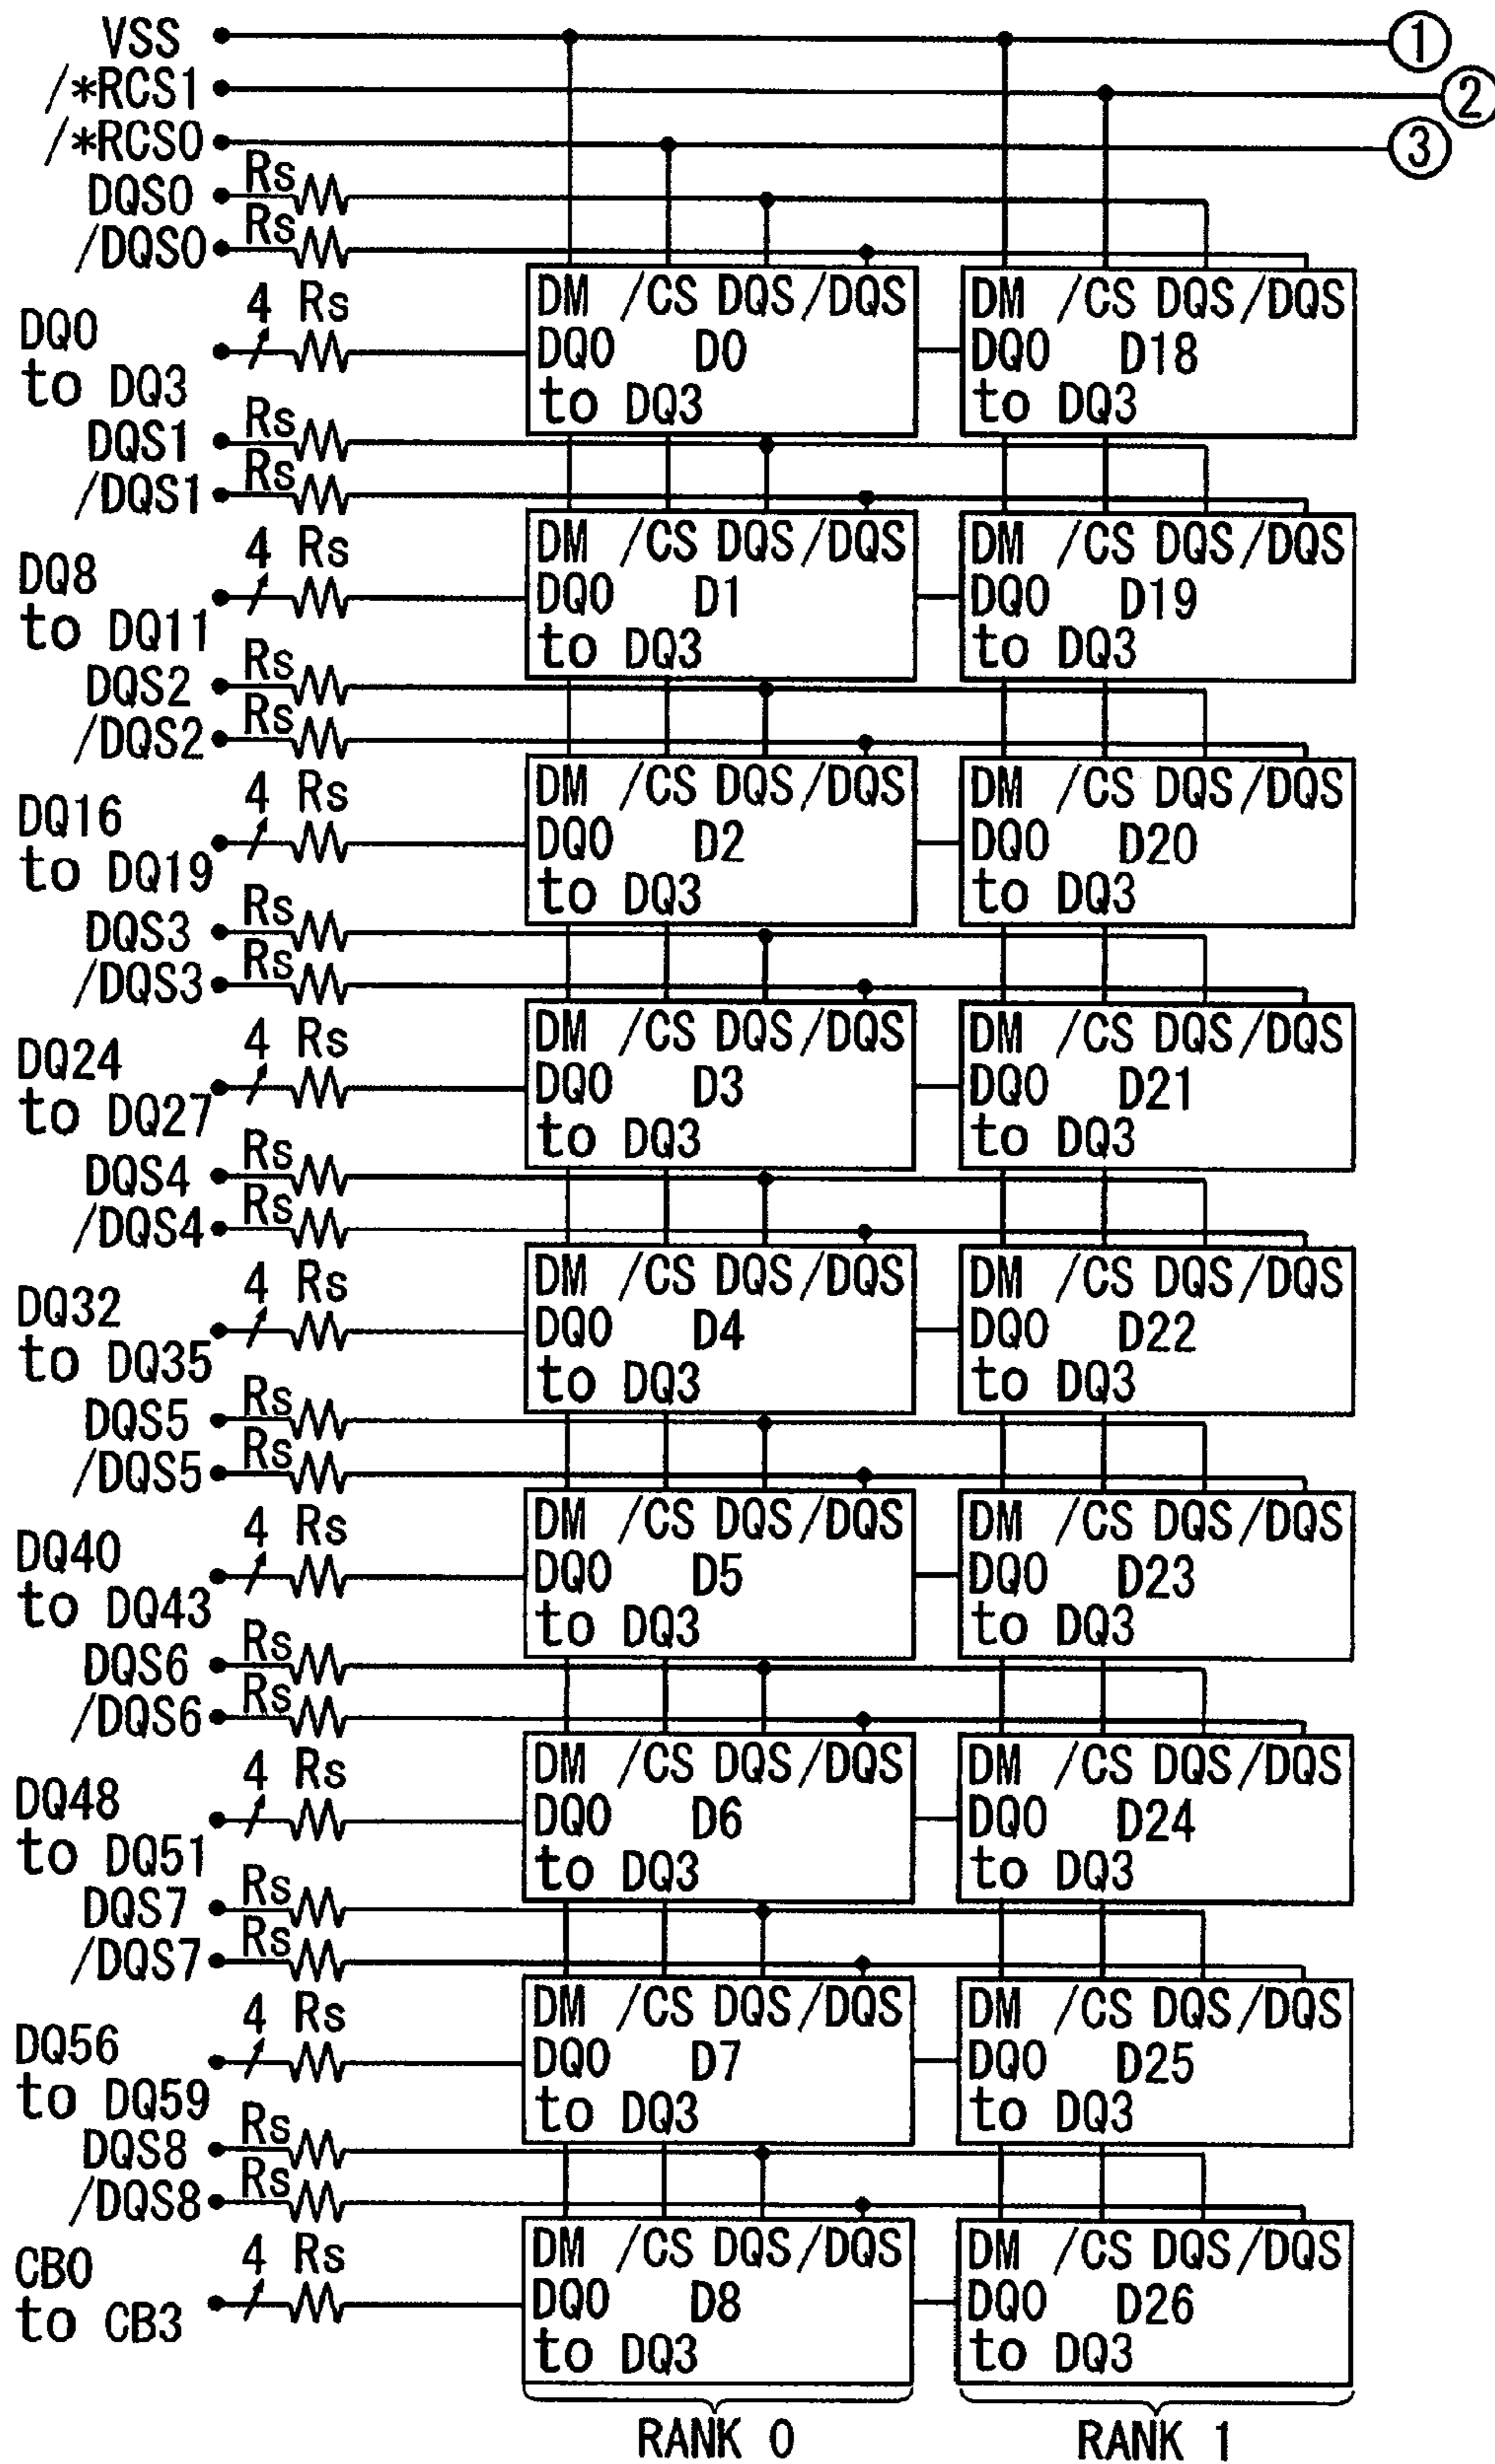 VSS ①
/*RCS1 ②
/*RCS0 ③
DQS0 Rs
/DQS0 Rs
DM /CS DQS/DQS DM /CS DQS/DQS
DQ0 4 Rs DQ0 D0 DQ0 D18
to DQ3 to DQ3 to DQ3
DQS1 Rs
/DQS1 Rs
DM /CS DQS/DQS DM /CS DQS/DQS
DQ8 4 Rs DQ0 D1 DQ0 D19
to DQ11 to DQ3 to DQ3
DQS2 Rs
/DQS2 Rs
DM /CS DQS/DQS DM /CS DQS/DQS
DQ16 4 Rs DQ0 D2 DQ0 D20
to DQ19 to DQ3 to DQ3
DQS3 Rs
/DQS3 Rs
DM /CS DQS/DQS DM /CS DQS/DQS
DQ24 4 Rs DQ0 D3 DQ0 D21
to DQ27 to DQ3 to DQ3
DQS4 Rs
/DQS4 Rs
DM /CS DQS/DQS DM /CS DQS/DQS
DQ32 4 Rs DQ0 D4 DQ0 D22
to DQ35 to DQ3 to DQ3
DQS5 Rs
/DQS5 Rs
DM /CS DQS/DQS DM /CS DQS/DQS
DQ40 4 Rs DQ0 D5 DQ0 D23
to DQ43 to DQ3 to DQ3
DQS6 Rs
/DQS6 Rs
DM /CS DQS/DQS DM /CS DQS/DQS
DQ48 4 Rs DQ0 D6 DQ0 D24
to DQ51 to DQ3 to DQ3
DQS7 Rs
/DQS7 Rs
DM /CS DQS/DQS DM /CS DQS/DQS
DQ56 4 Rs DQ0 D7 DQ0 D25
to DQ59 to DQ3 to DQ3
DQS8 Rs
/DQS8 Rs
DM /CS DQS/DQS DM /CS DQS/DQS
CB0 4 Rs DQ0 D8 DQ0 D26
to CB3 to DQ3 to DQ3
RANK 0 RANK 1